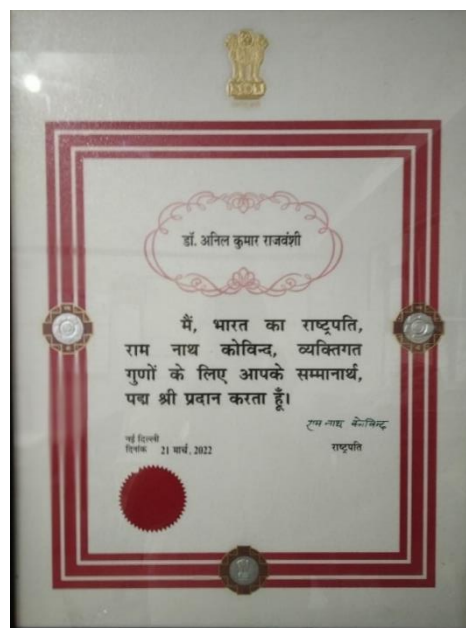 डॉ. अनिल कुमार राजवंशी
मैं, भारत का राष्ट्रपति,
राम नाथ कोविन्द, व्यक्तिगत
गुणों के लिए आपके सम्मानार्थ,
पद्म श्री प्रदान करता हूँ।
राम नाथ कोविन्द
नई दिल्ली
दिनांक 21 मार्च, 2022
राष्ट्रपति